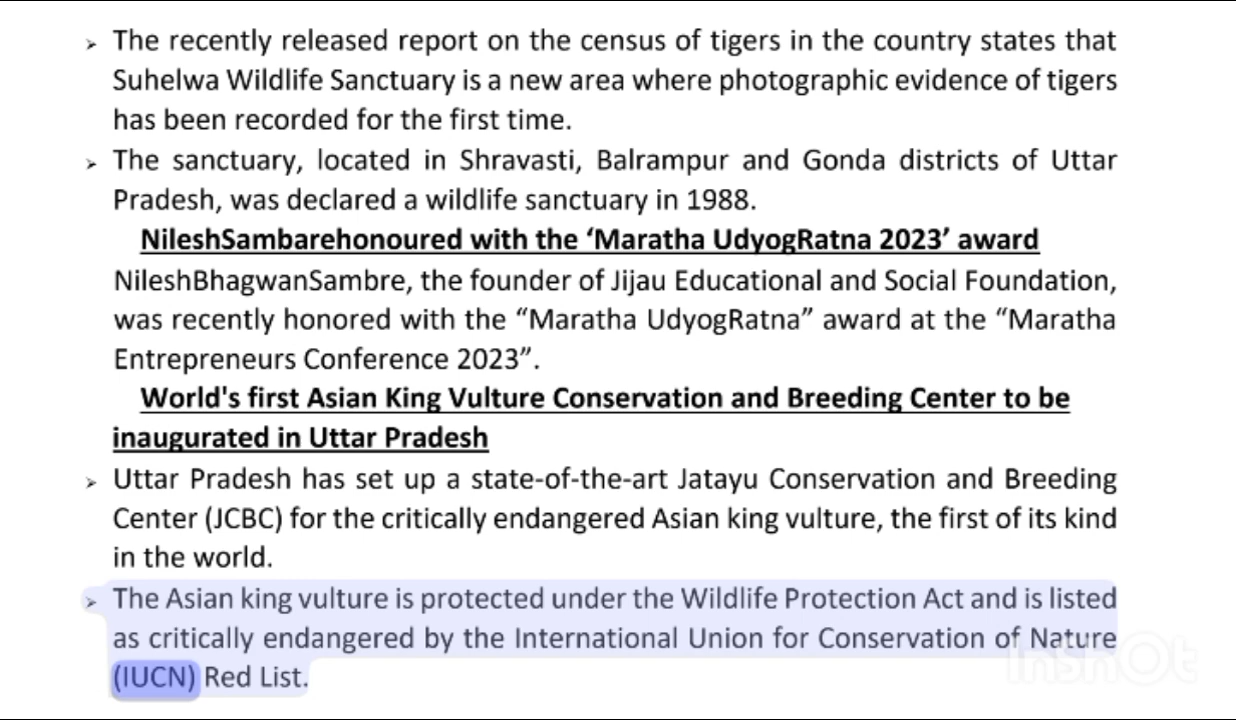 ➢ The recently released report on the census of tigers in the country states that
Suhelwa Wildlife Sanctuary is a new area where photographic evidence of tigers
has been recorded for the first time.
➢ The sanctuary, located in Shravasti, Balrampur and Gonda districts of Uttar
Pradesh, was declared a wildlife sanctuary in 1988.
NileshSambarehonoured with the ‘Maratha UdyogRatna 2023’ award
NileshBhagwanSambre, the founder of Jijau Educational and Social Foundation,
was recently honored with the “Maratha UdyogRatna” award at the “Maratha
Entrepreneurs Conference 2023”.
World's first Asian King Vulture Conservation and Breeding Center to be
inaugurated in Uttar Pradesh
➢ Uttar Pradesh has set up a state-of-the-art Jatayu Conservation and Breeding
Center (JCBC) for the critically endangered Asian king vulture, the first of its kind
in the world.
➢ The Asian king vulture is protected under the Wildlife Protection Act and is listed
as critically endangered by the International Union for Conservation of Nature
(IUCN) Red List.
InShOt